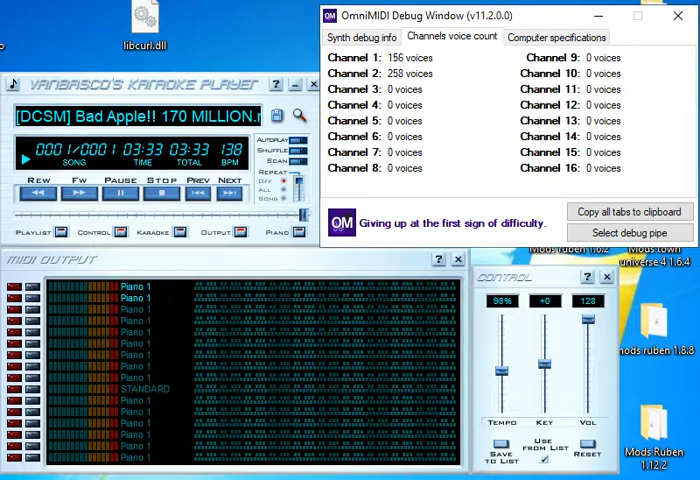 libcurl.dll
OmniMIDI Debug Window (v11.2.0.0)
Synth debug info
Channels voice count
Computer specifications
Channel 1: 156 voices
Channel 2: 258 voices
Channel 3: 0 voices
Channel 4: 0 voices
Channel 5: 0 voices
Channel 6: 0 voices
Channel 7: 0 voices
Channel 8: 0 voices
Channel 9: 0 voices
Channel 10: 0 voices
Channel 11: 0 voices
Channel 12: 0 voices
Channel 13: 0 voices
Channel 14: 0 voices
Channel 15: 0 voices
Channel 16: 0 voices
OM
Giving up at the first sign of difficulty.
Copy all tabs to clipboard
Select debug pipe
VANBASCO'S KARAOKE PLAYER
[DCSM] Bad Apple!! 170 MILLION.
0001/0001 03:33 03:33 138
SONG TIME TOTAL BPM
AUTOPLAY
SHUFFLE
SCAN
REPEAT
OFF
ALL
SONG
REW FW PAUSE STOP PREV NEXT
PLAYLIST CONTROL KARAOKE OUTPUT PIANO
MIDI OUTPUT
Piano 1
Piano 1
Piano 1
Piano 1
Piano 1
Piano 1
Piano 1
Piano 1
Piano 1
STANDARD
Piano 1
Piano 1
Piano 1
Piano 1
Piano 1
Piano 1
CONTROL
98% +0 128
TEMPO KEY VOL
SAVE TO LIST
USE FROM LIST
RESET
universe 4 1.6.4
mods ruben 1.8.8
Mods Ruben
1.12.2